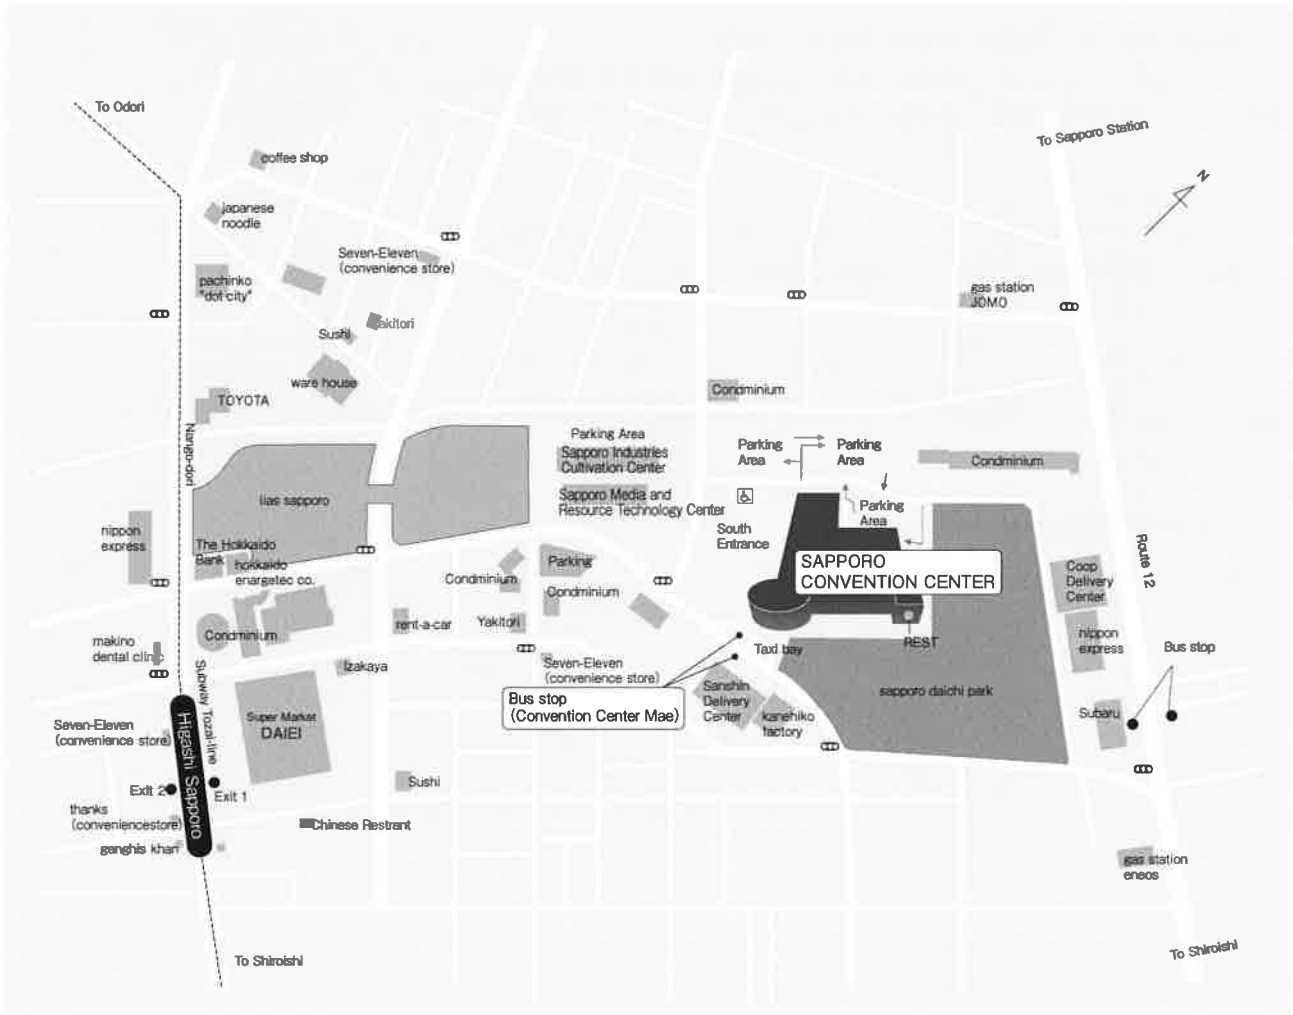 To Odori
To Sapporo Station
N
coffee shop
japanese
noodle
Seven-Eleven
(convenience store)
pachinko
"dot city"
gas station
JOMO
Sushi
Yakitori
ware house
TOYOTA
Condminium
Nango-dori
Parking Area
Sapporo Industries
Cultivation Center
Parking
Area
Parking
Area
Condminium
iias sapporo
Sapporo Media and
Resource Technology Center
Parking
Area
South
Entrance
nippon
express
The Hokkaido
Bank
hokkaido
enargetec co.
Condminium
Parking
Condminium
SAPPORO
CONVENTION CENTER
Route 12
Coop
Delivery
Center
rent-a-car
Yakitori
Condminium
makino
dental clinic
REST
nippon
express
Bus stop
Taxi bay
Izakaya
Seven-Eleven
(convenience store)
Subway Tozai-line
Bus stop
(Convention Center Mae)
Sanshin
Delivery
Center
kanehiko
factory
sapporo daichi park
Subaru
Super Market
DAIEI
Seven-Eleven
(convenience store)
Higashi Sapporo
Exit 2
Exit 1
Sushi
thanks
(conveniencestore)
Chinese Restrant
genghis khan
gas station
eneos
To Shiroishi
To Shiroishi